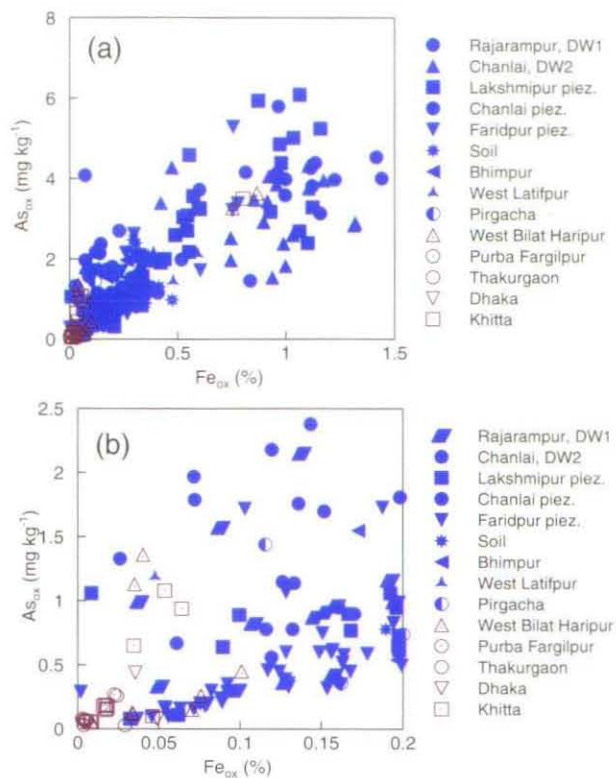 (a)
8
6
4
2
0
As_ox (mg kg⁻¹)
0 0.5 1 1.5
Fe_ox (%)
Rajarampur, DW1
Chanlai, DW2
Lakshmipur piez.
Chanlai piez.
Faridpur piez.
Soil
Bhimpur
West Latifpur
Pirgacha
West Bilat Haripur
Purba Fargilpur
Thakurgaon
Dhaka
Khitta
(b)
2.5
2
1.5
1
0.5
0
As_ox (mg kg⁻¹)
0 0.05 0.1 0.15 0.2
Fe_ox (%)
Rajarampur, DW1
Chanlai, DW2
Lakshmipur piez.
Chanlai piez.
Faridpur piez.
Soil
Bhimpur
West Latifpur
Pirgacha
West Bilat Haripur
Purba Fargilpur
Thakurgaon
Dhaka
Khitta